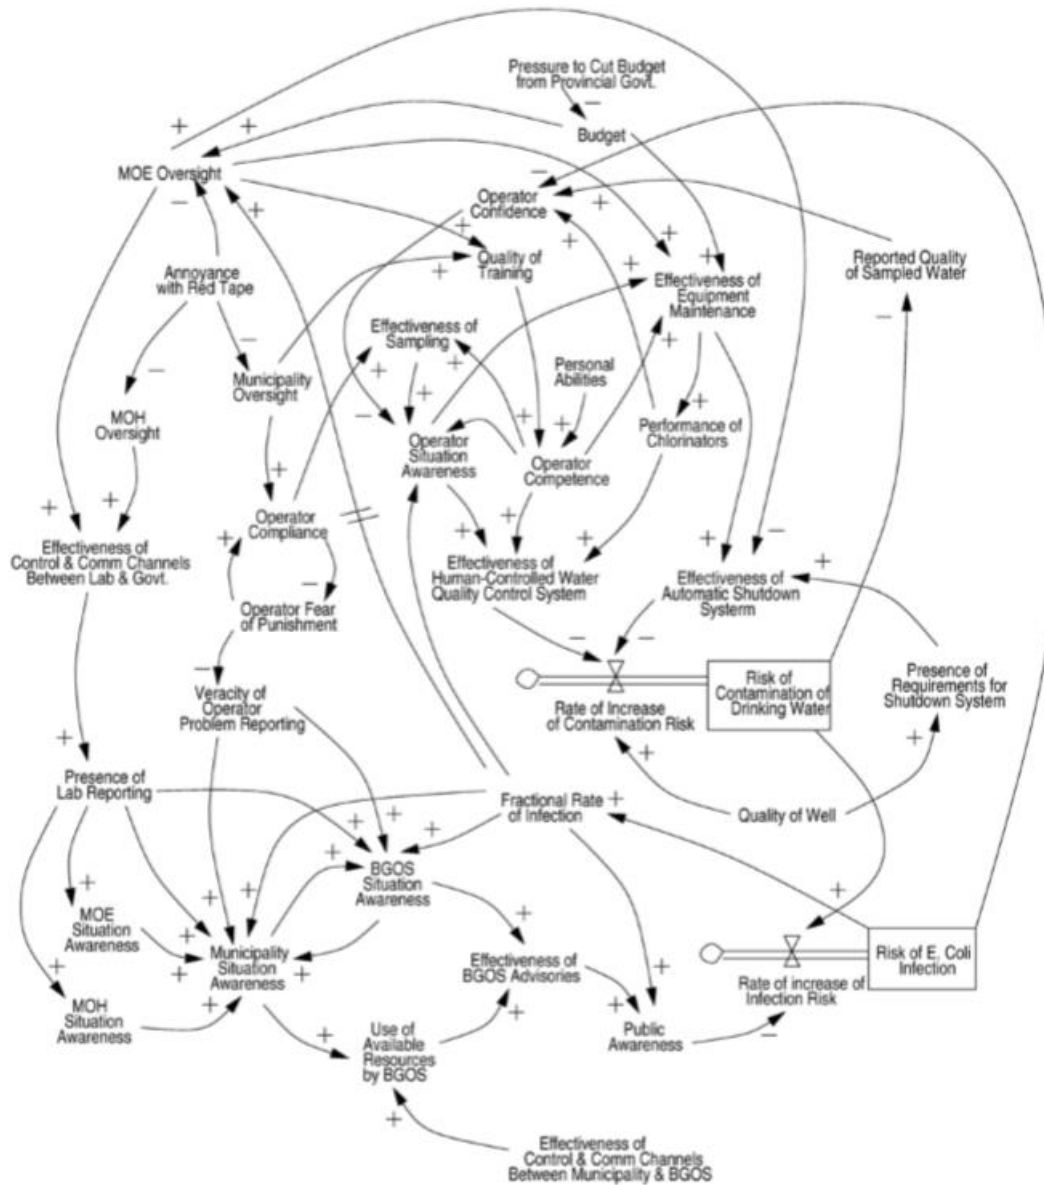 Pressure to Cut Budget
from Provincial Govt.
Budget
MOE Oversight
Operator
Confidence
Quality of
Training
Reported Quality
of Sampled Water
Annoyance
with Red Tape
Effectiveness of
Equipment
Maintenance
Effectiveness of
Sampling
Municipality
Oversight
Personal
Abilities
MOH
Oversight
Performance of
Chlorinators
Operator
Situation
Awareness
Operator
Competence
Operator
Compliance
Effectiveness of
Control & Comm Channels
Between Lab & Govt.
Effectiveness of
Human-Controlled Water
Quality Control System
Effectiveness of
Automatic Shutdown
Systerm
Operator Fear
of Punishment
Veracity of
Operator
Problem Reporting
Risk of
Contamination of
Drinking Water
Presence of
Requirements for
Shutdown System
Rate of Increase
of Contamination Risk
Presence of
Lab Reporting
Fractional Rate
of Infection
Quality of Well
BGOS
Situation
Awareness
MOE
Situation
Awareness
Municipality
Situation
Awareness
Effectiveness of
BGOS Advisories
Risk of E. Coli
Infection
Rate of increase of
Infection Risk
MOH
Situation
Awareness
Use of
Available
Resources
by BGOS
Public
Awareness
Effectiveness of
Control & Comm Channels
Between Municipality & BGOS